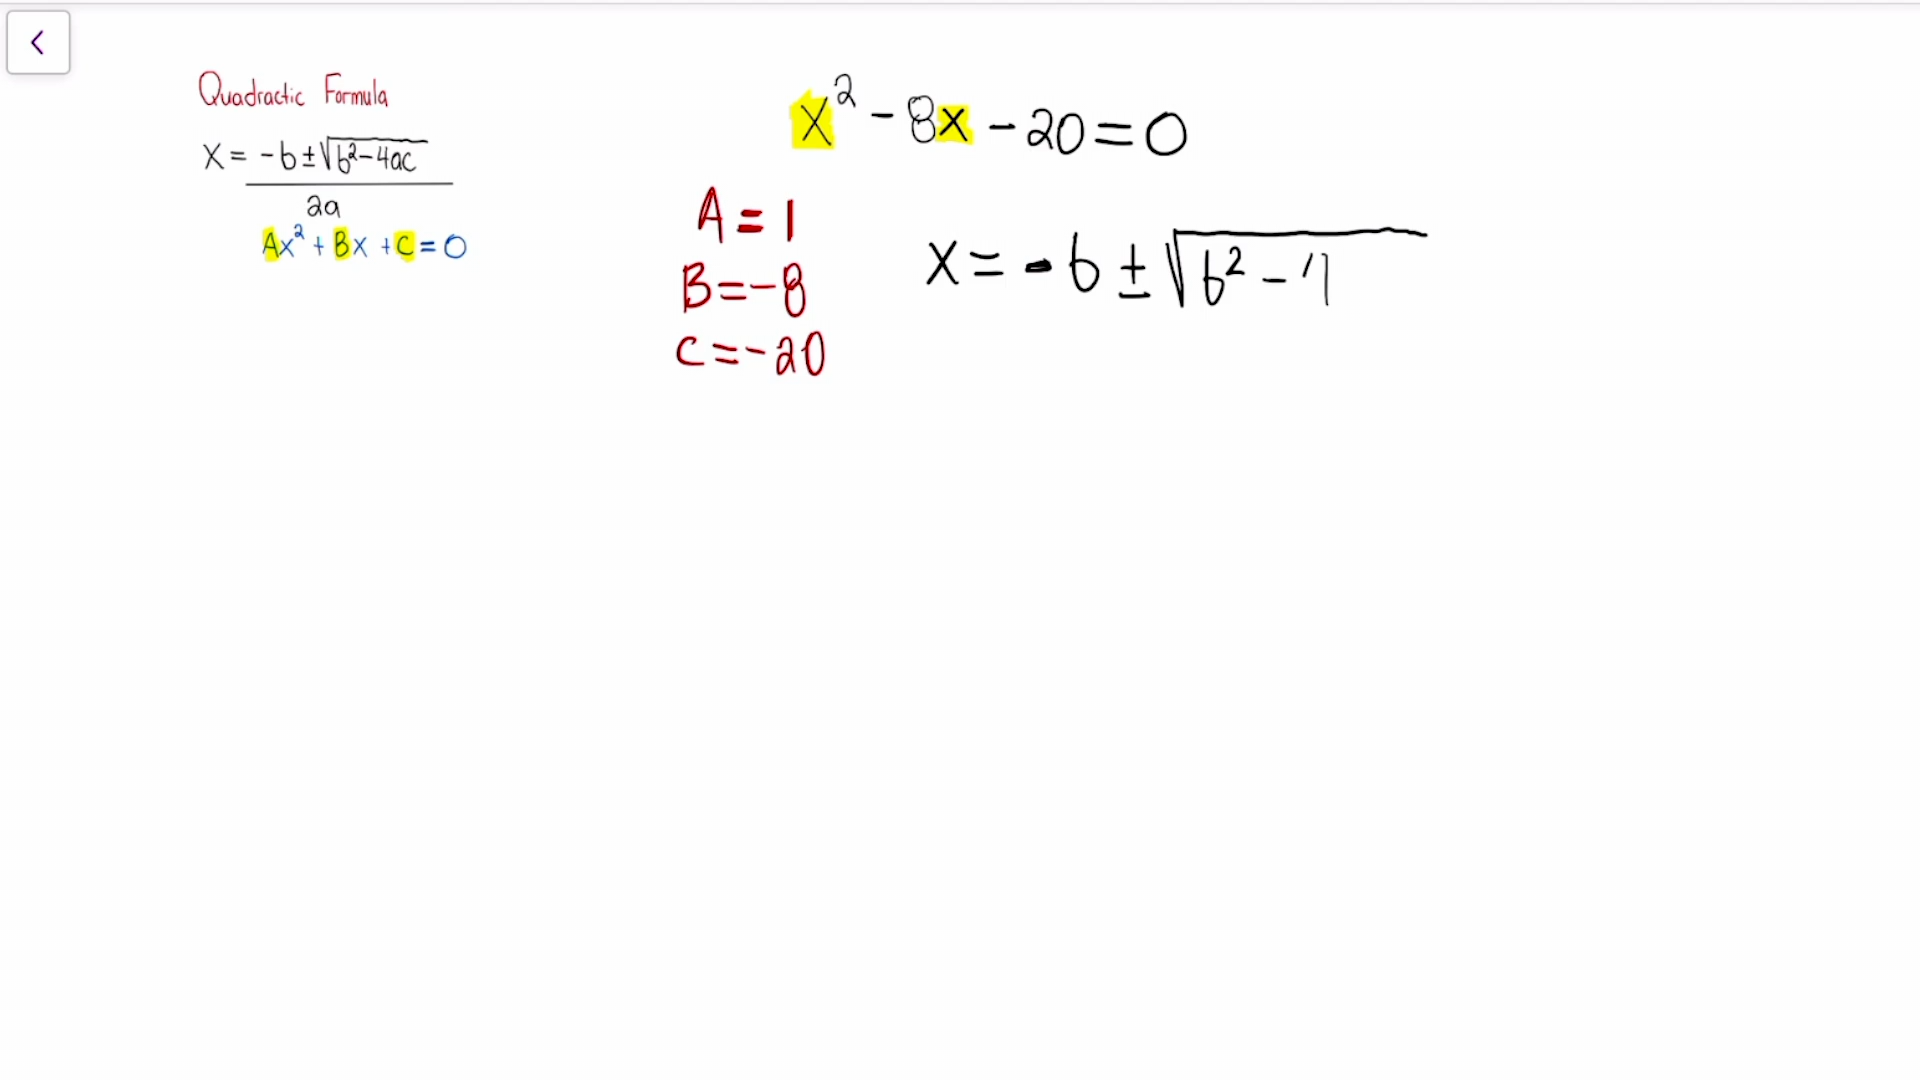 Quadractic Formula
x = -b ± √b² - 4ac
2a
Ax² + Bx + C = 0
x² - 8x - 20 = 0
A = 1
B = -8
C = -20
x = - b ± √b² -